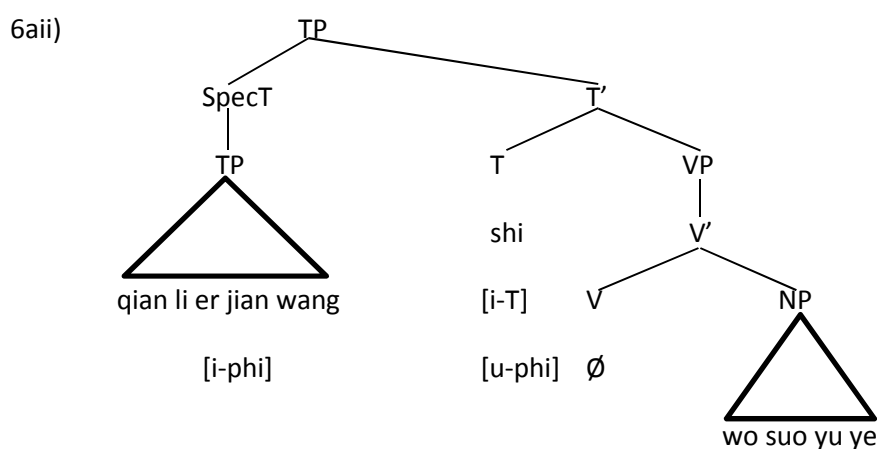 6aii)
TP
SpecT T’
TP T VP
shi V’
qian li er jian wang [i-T] V NP
[i-phi] [u-phi] Ø
wo suo yu ye